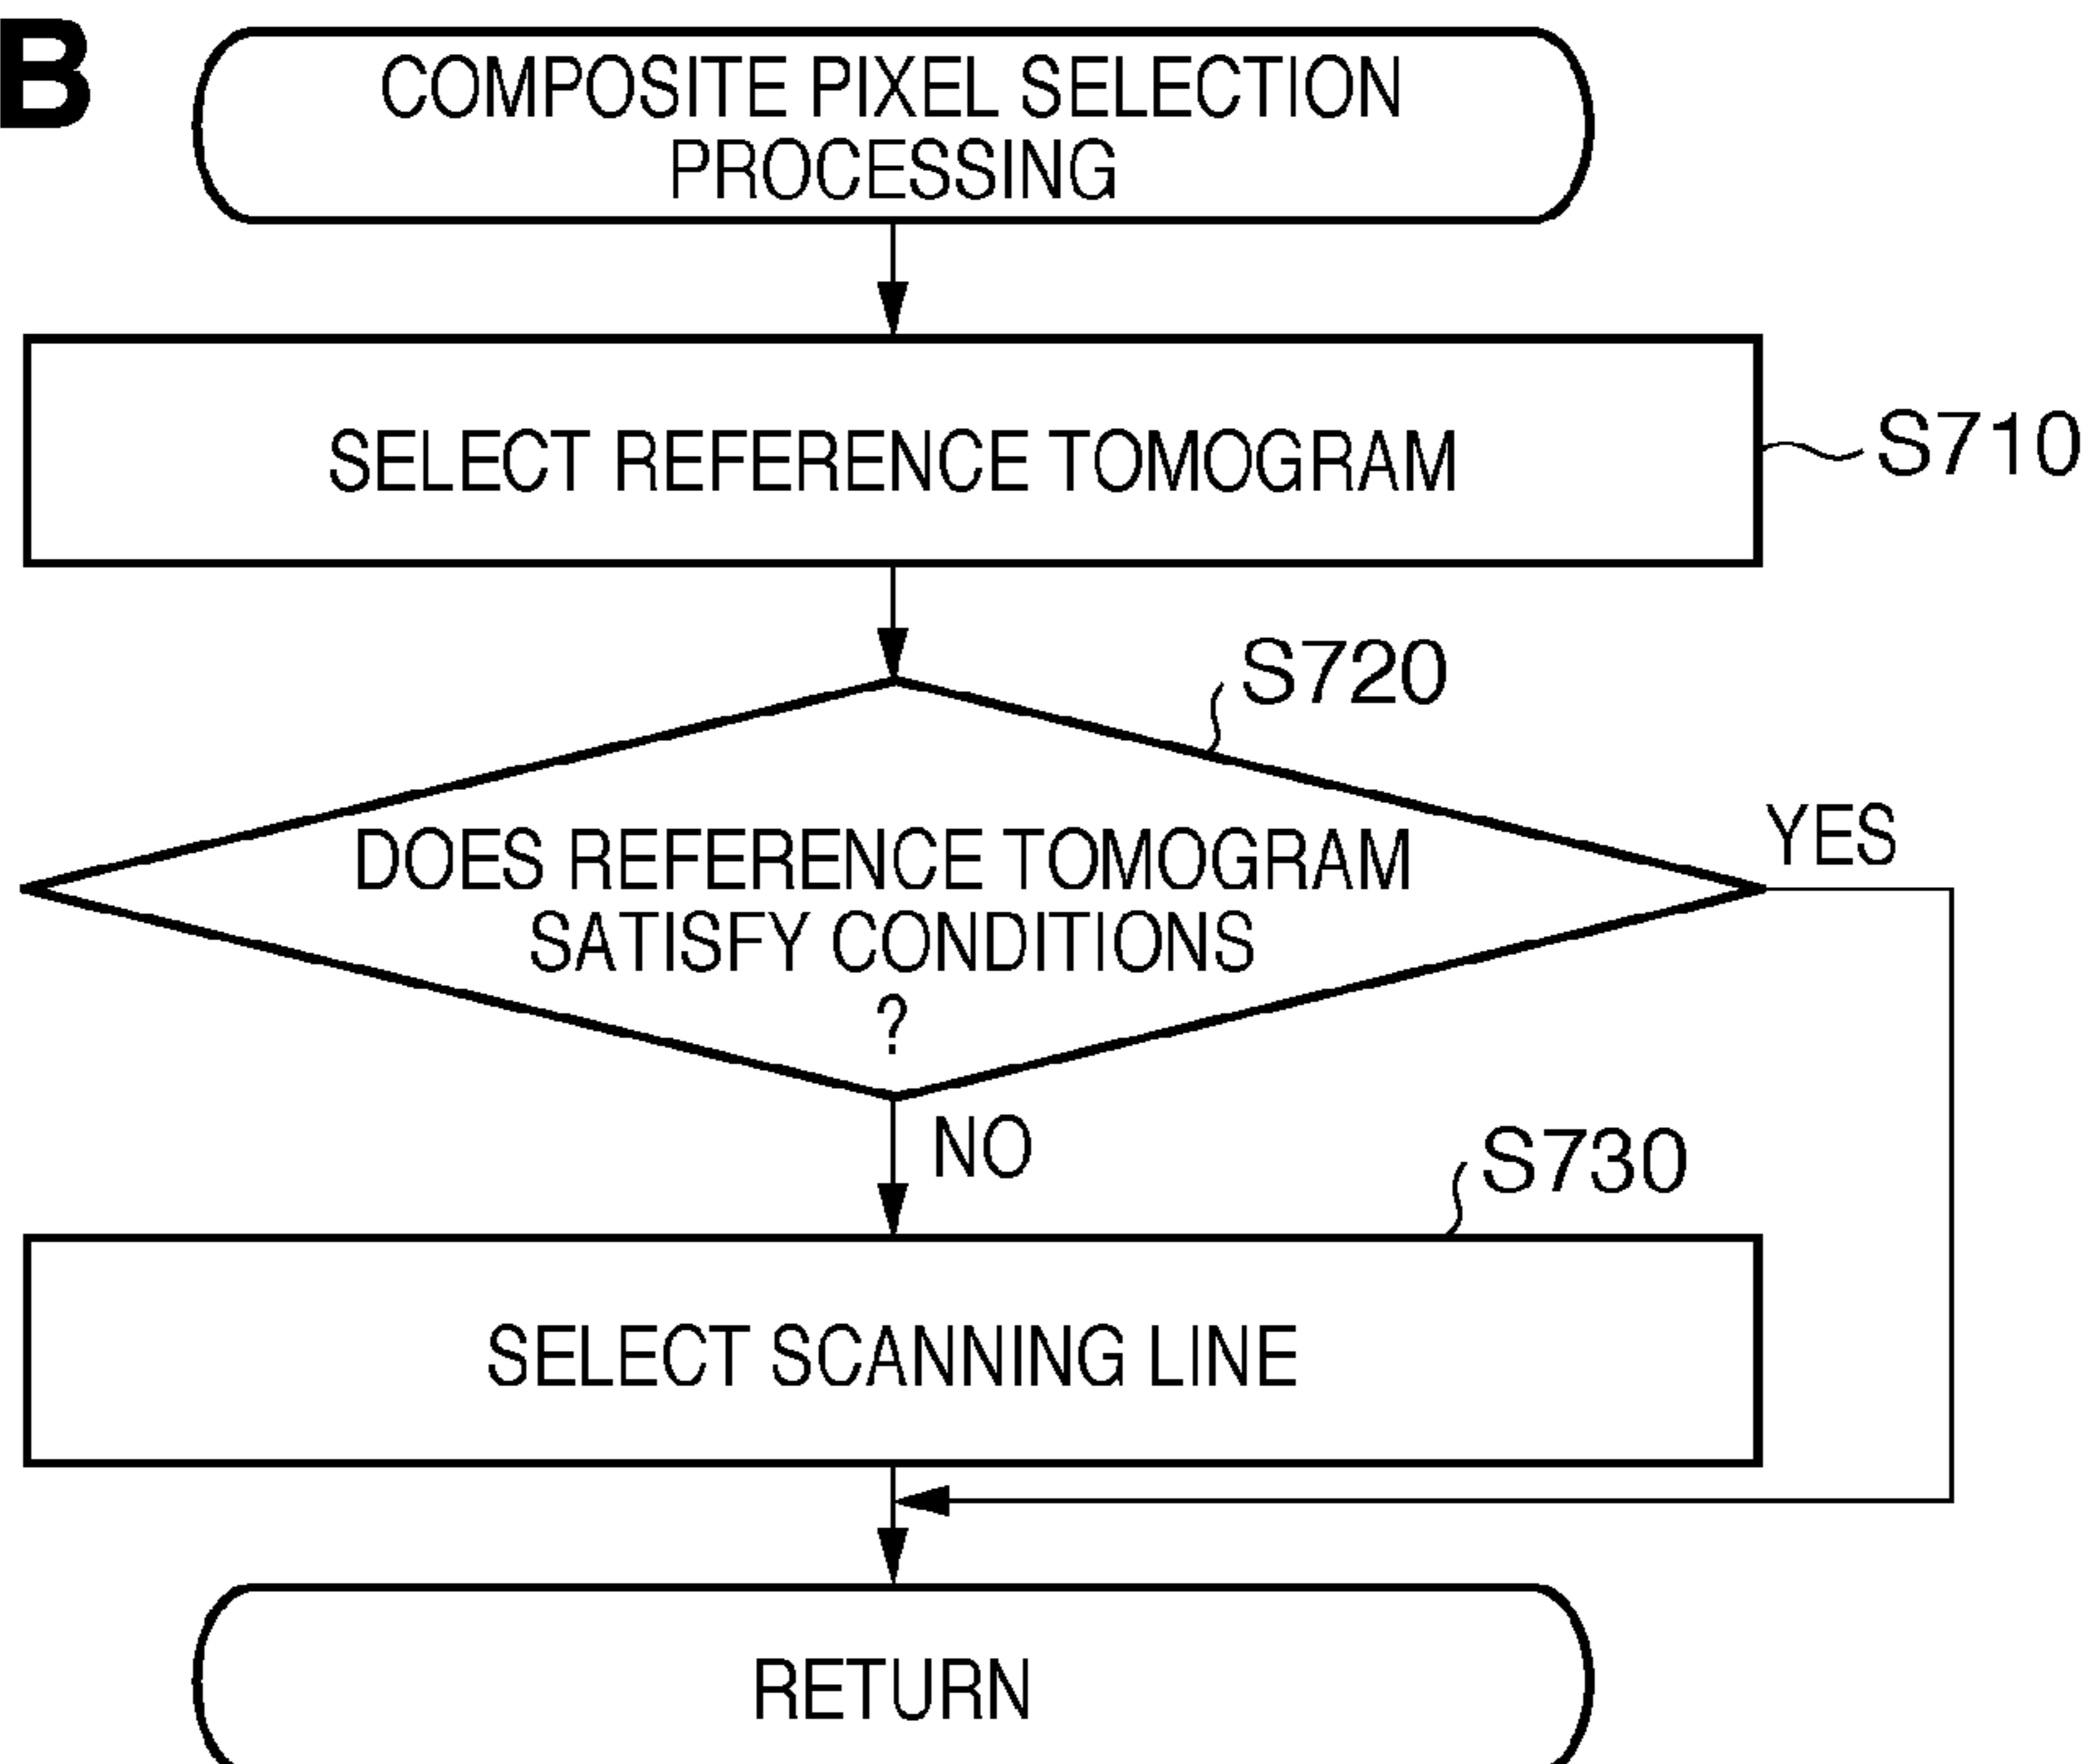 B
COMPOSITE PIXEL SELECTION
PROCESSING
SELECT REFERENCE TOMOGRAM
S710
S720
DOES REFERENCE TOMOGRAM
SATISFY CONDITIONS
?
YES
NO
S730
SELECT SCANNING LINE
RETURN